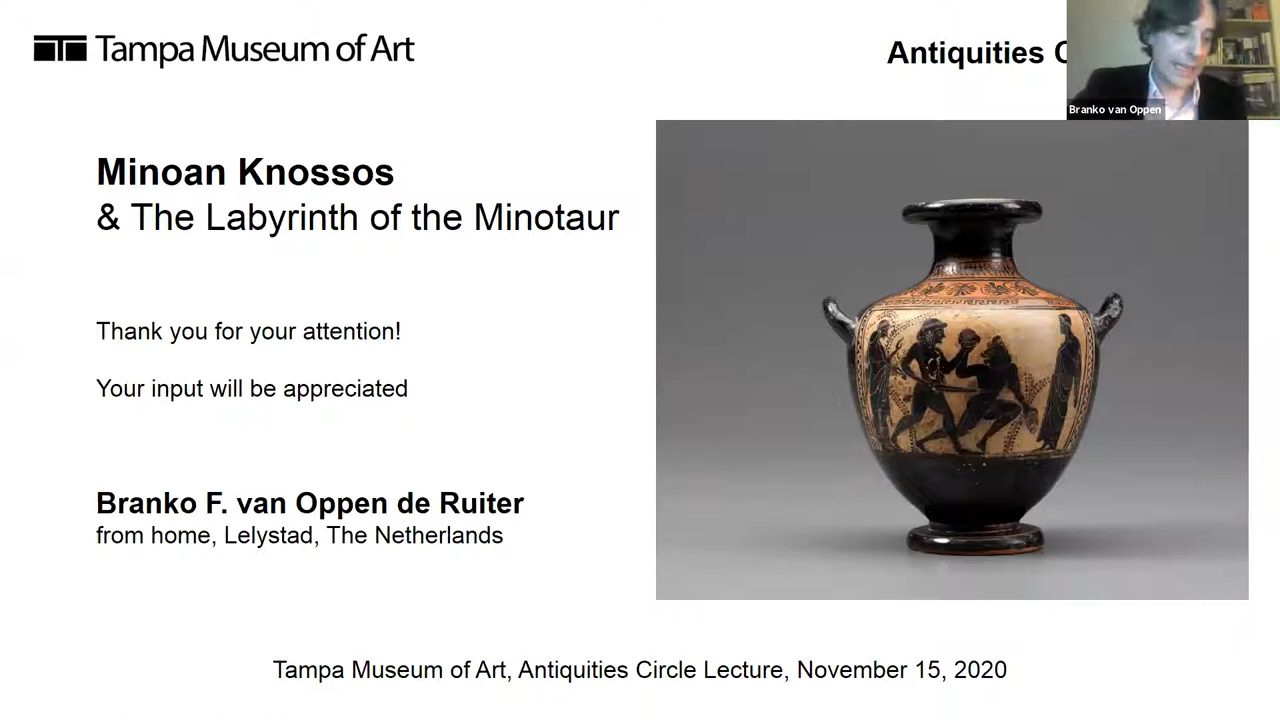 Tampa Museum of Art
Antiquities
Branko van Oppen
Minoan Knossos
& The Labyrinth of the Minotaur
Thank you for your attention!
Your input will be appreciated
Branko F. van Oppen de Ruiter
from home, Lelystad, The Netherlands
Tampa Museum of Art, Antiquities Circle Lecture, November 15, 2020